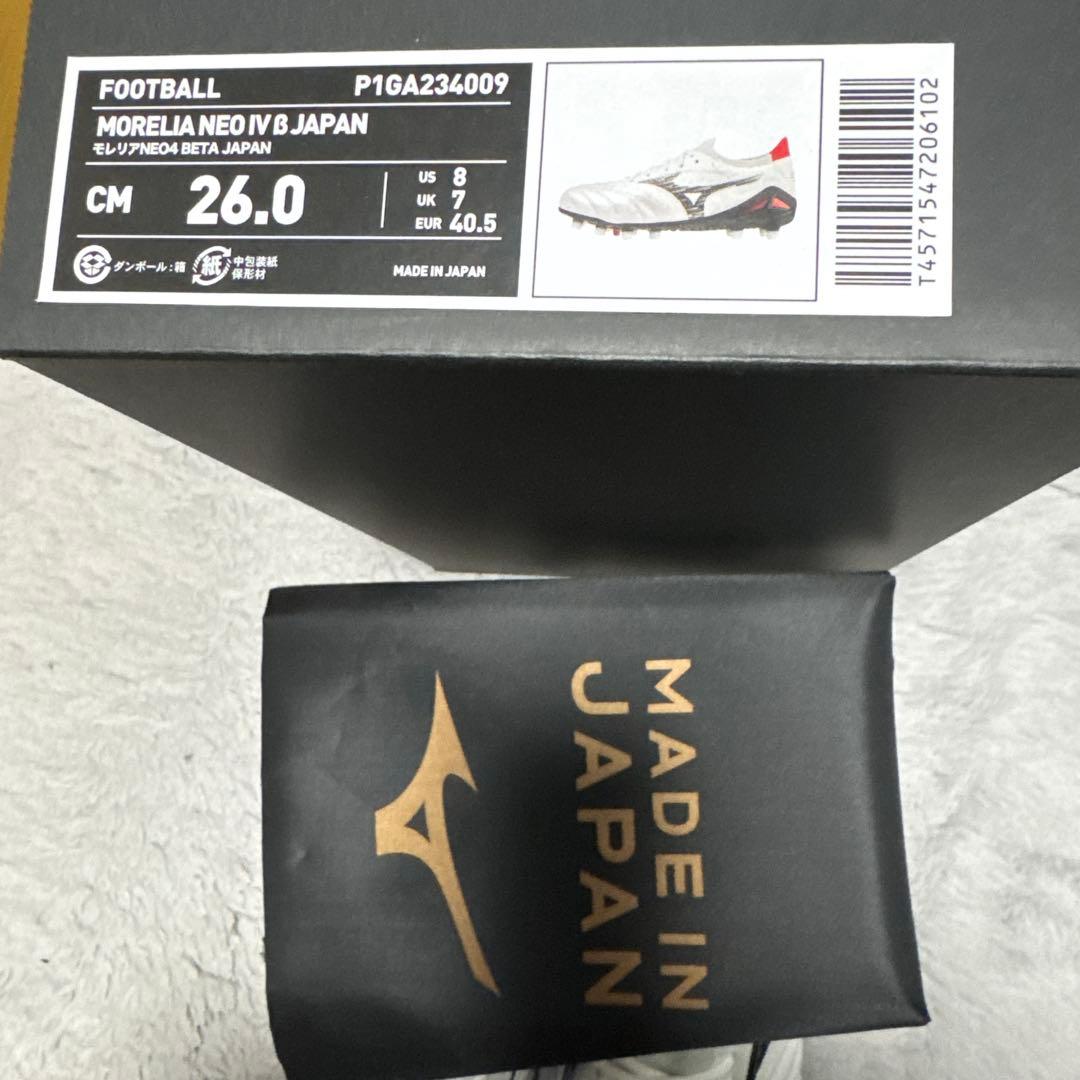 FOOTBALL P1GA234009
MORELIA NEO IV β JAPAN
モレリアNEO4 BETA JAPAN
CM 26.0
US 8
UK 7
EUR 40.5
ダンボール:箱
紙
中包装紙
保形材
MADE IN JAPAN
T4571547206102
MADE IN
JAPAN